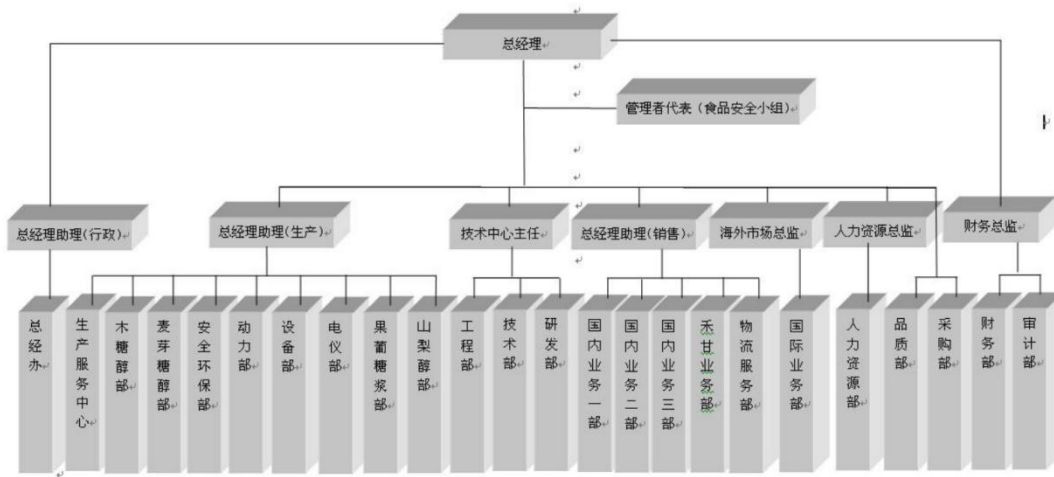 总经理
管理者代表（食品安全小组）
总经理助理(行政)
总经理助理(生产)
技术中心主任
总经理助理(销售)
海外市场总监
人力资源总监
财务总监
总经办
生产服务中心
木糖醇部
麦芽糖醇部
安全环保部
动力部
设备部
电仪部
果葡糖浆部
山梨醇部
工程部
技术部
研发部
国内业务一部
国内业务二部
国内业务三部
禾甘业务部
物流服务部
国际业务部
人力资源部
品质部
采购部
财务部
审计部